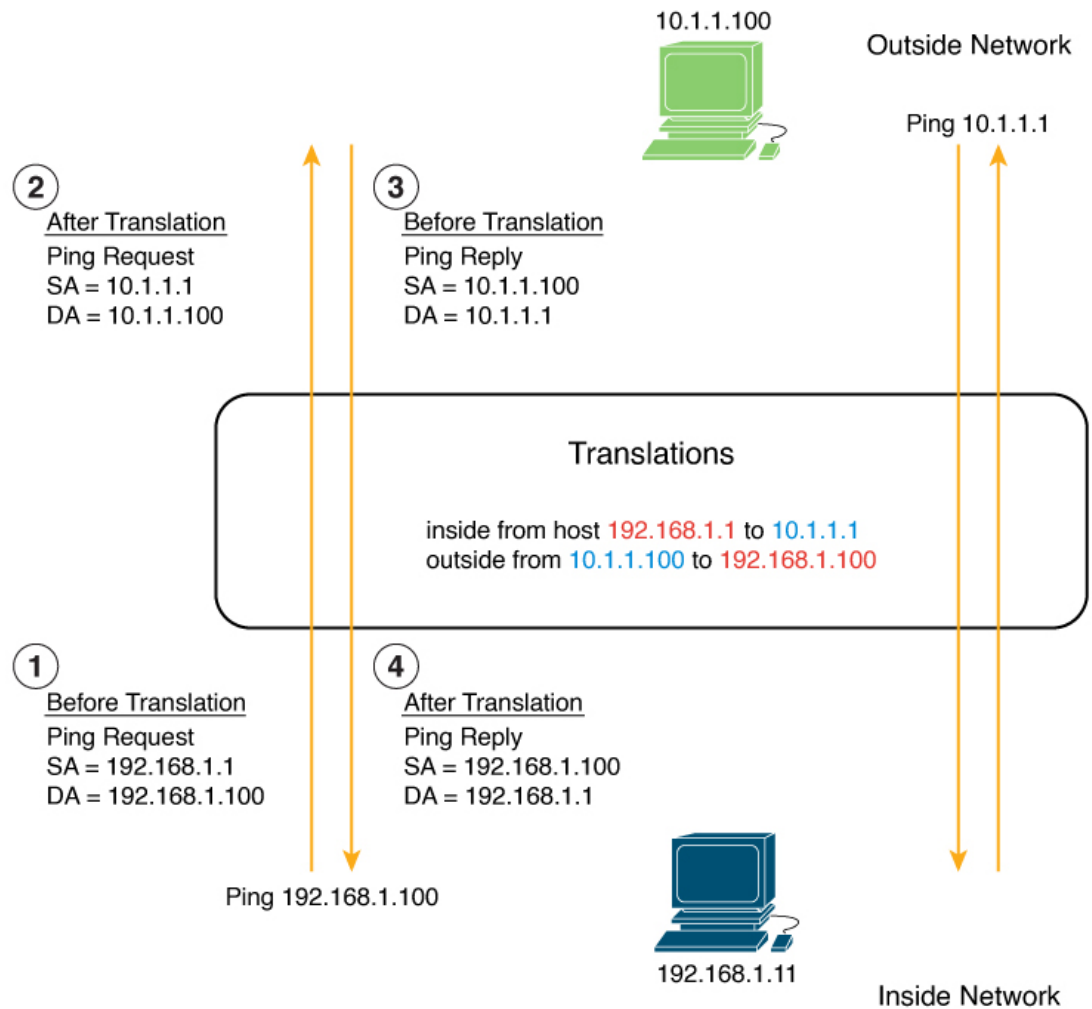 10.1.1.100
Outside Network
Ping 10.1.1.1
2
After Translation
Ping Request
SA = 10.1.1.1
DA = 10.1.1.100
3
Before Translation
Ping Reply
SA = 10.1.1.100
DA = 10.1.1.1
Translations
inside from host 192.168.1.1 to 10.1.1.1
outside from 10.1.1.100 to 192.168.1.100
1
Before Translation
Ping Request
SA = 192.168.1.1
DA = 192.168.1.100
4
After Translation
Ping Reply
SA = 192.168.1.100
DA = 192.168.1.1
Ping 192.168.1.100
192.168.1.11
Inside Network